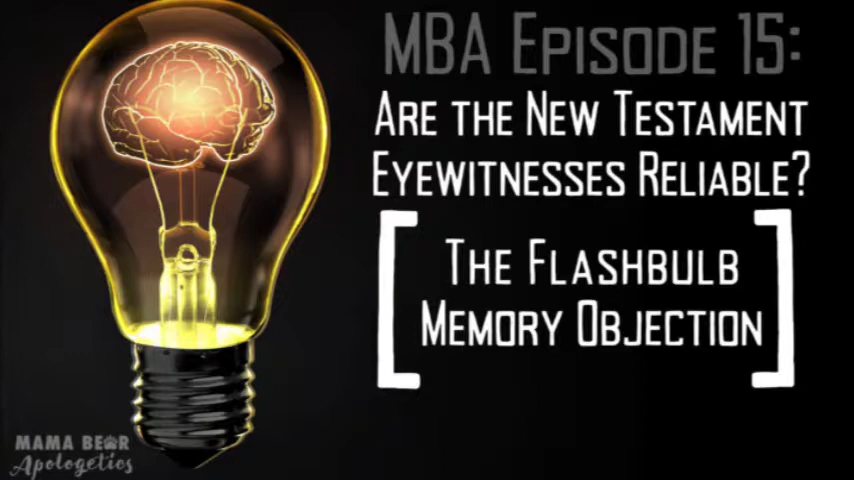 MBA EPISODE 15:
ARE THE NEW TESTAMENT
EYEWITNESSES RELIABLE?
[THE FLASHBULB
MEMORY OBJECTION]
MAMA BEAR
Apologetics